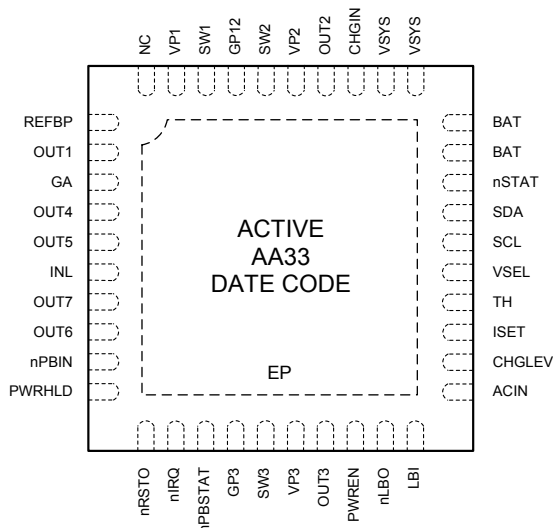 NC
VP1
SW1
GP12
SW2
VP2
OUT2
CHGIN
VSYS
VSYS
REFBP
OUT1
GA
OUT4
OUT5
INL
OUT7
OUT6
nPBIN
PWRHLD
ACTIVE
AA33
DATE CODE
EP
BAT
BAT
nSTAT
SDA
SCL
VSEL
TH
ISET
CHGLEV
ACIN
nRSTO
nIRQ
nPBSTAT
GP3
SW3
VP3
OUT3
PWREN
nLBO
LBI